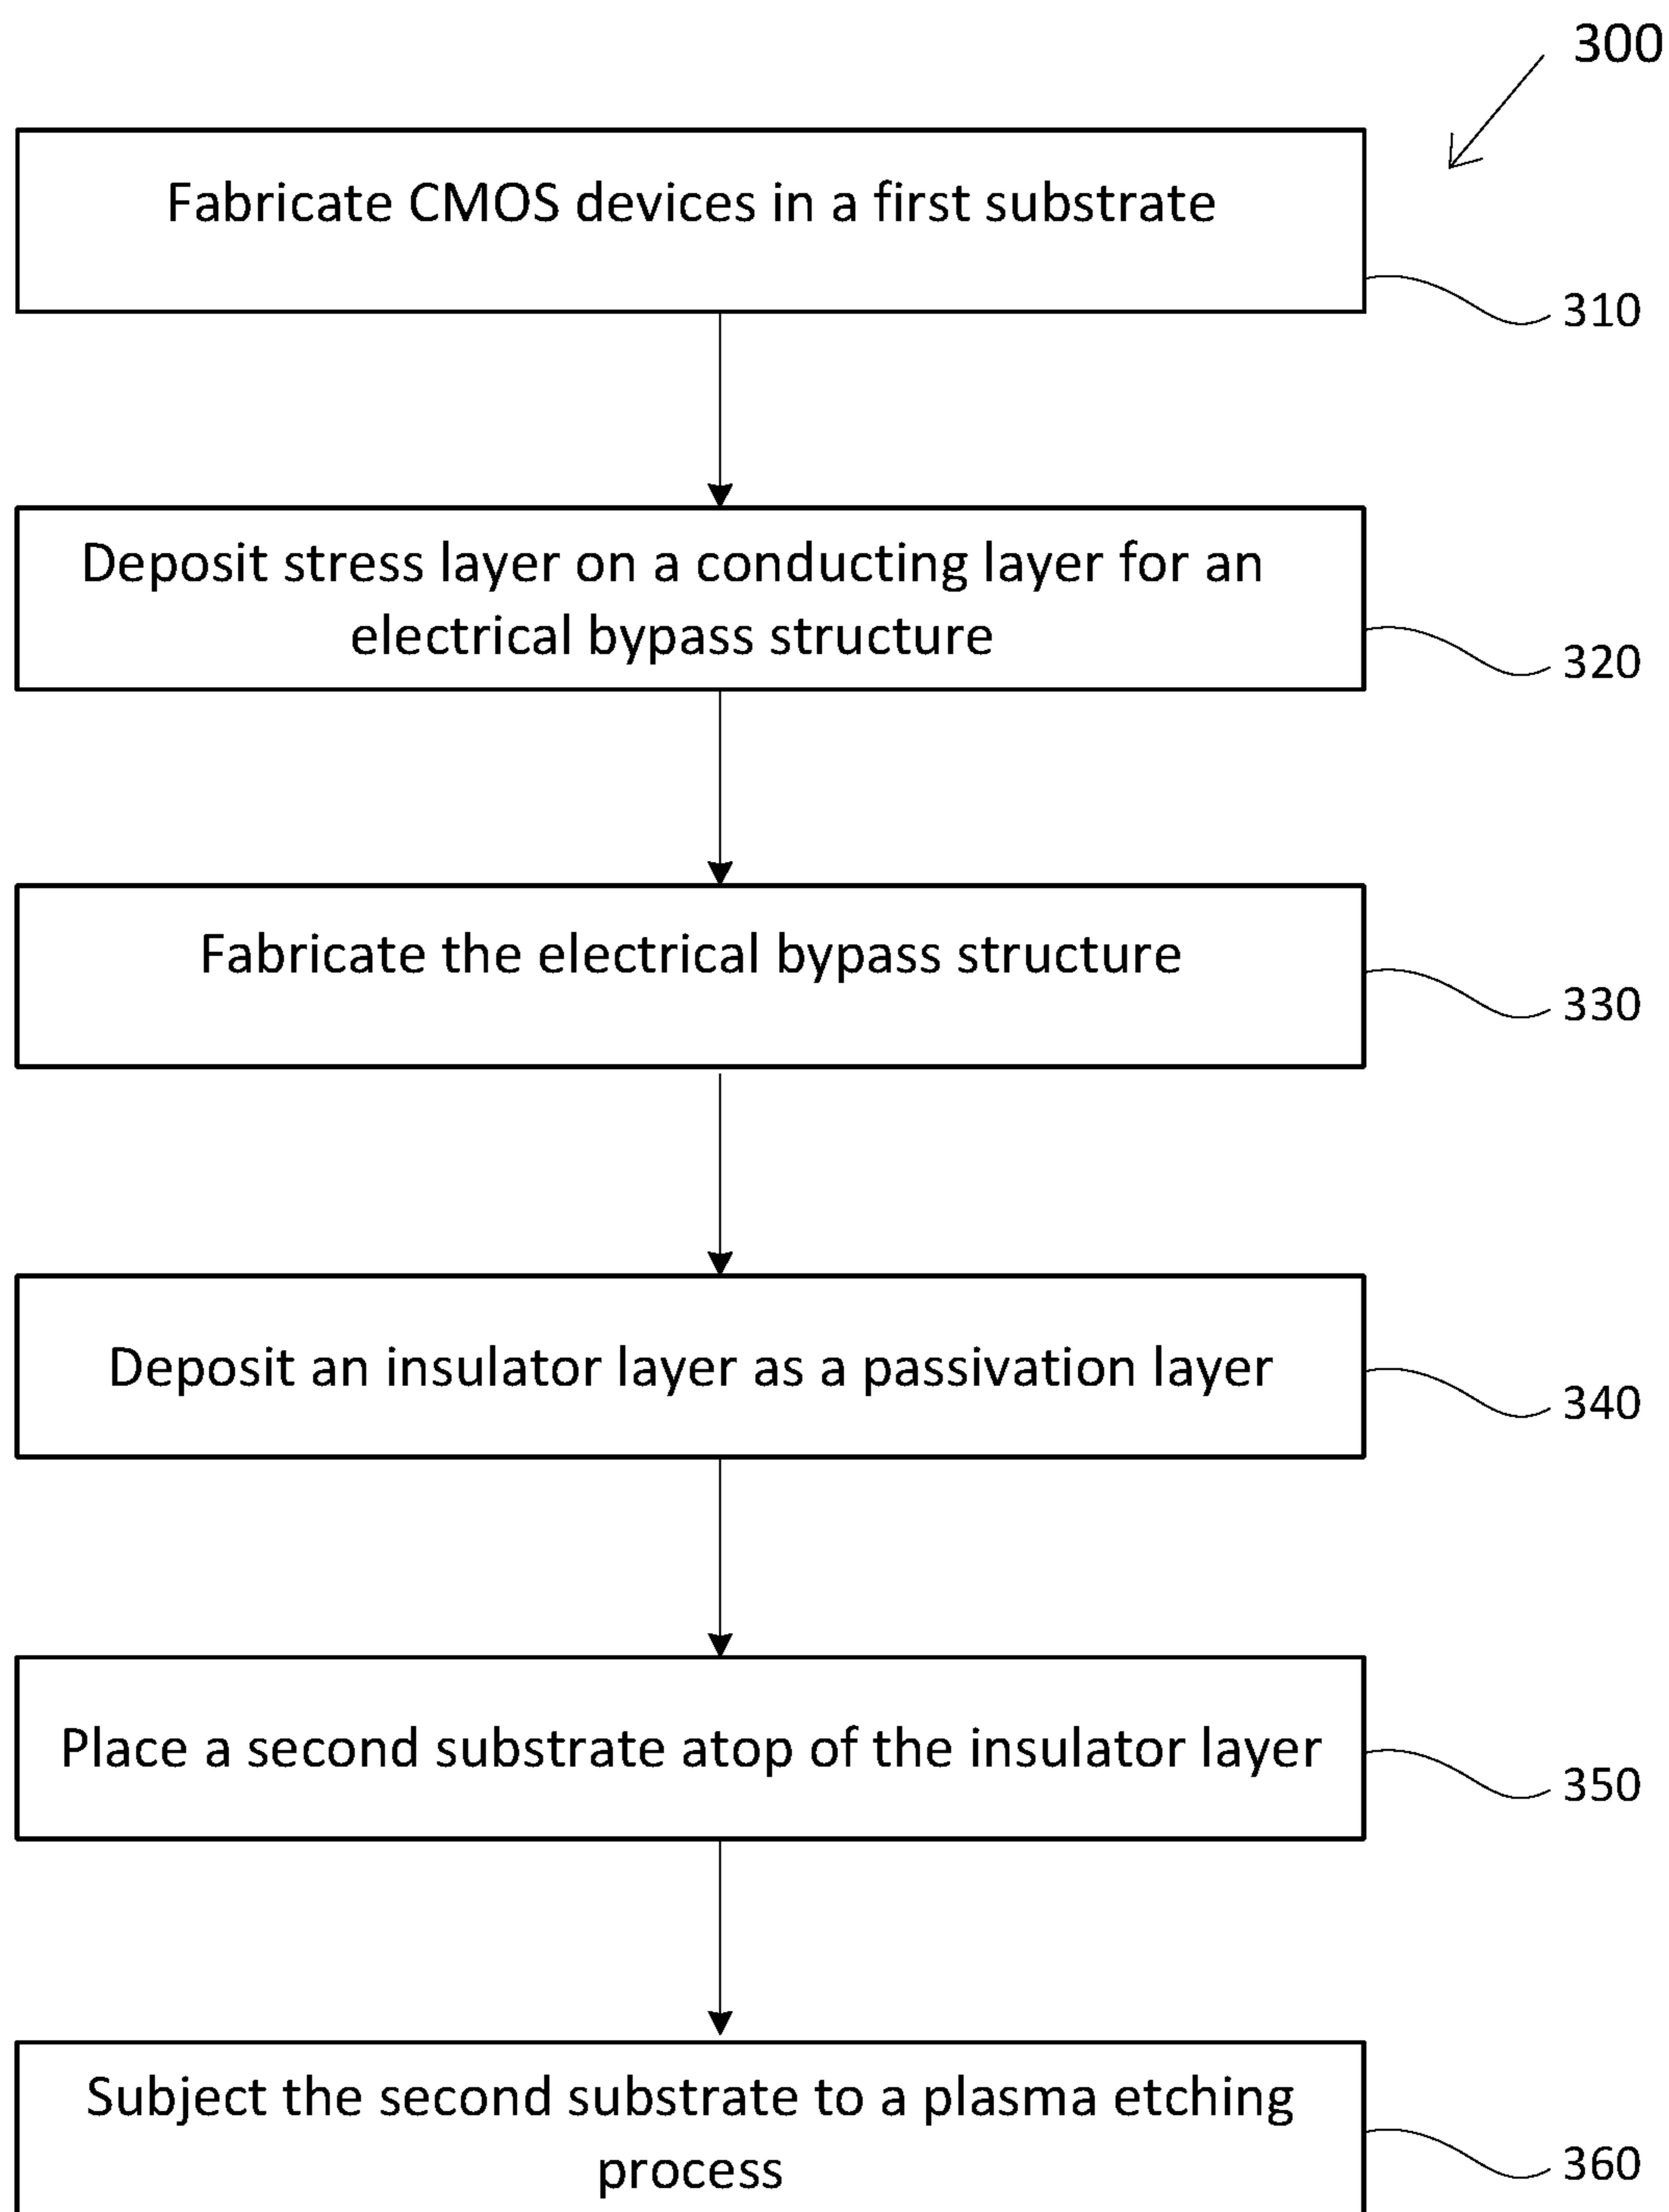 300
Fabricate CMOS devices in a first substrate
310
Deposit stress layer on a conducting layer for an
electrical bypass structure
320
Fabricate the electrical bypass structure
330
Deposit an insulator layer as a passivation layer
340
Place a second substrate atop of the insulator layer
350
Subject the second substrate to a plasma etching
process
360